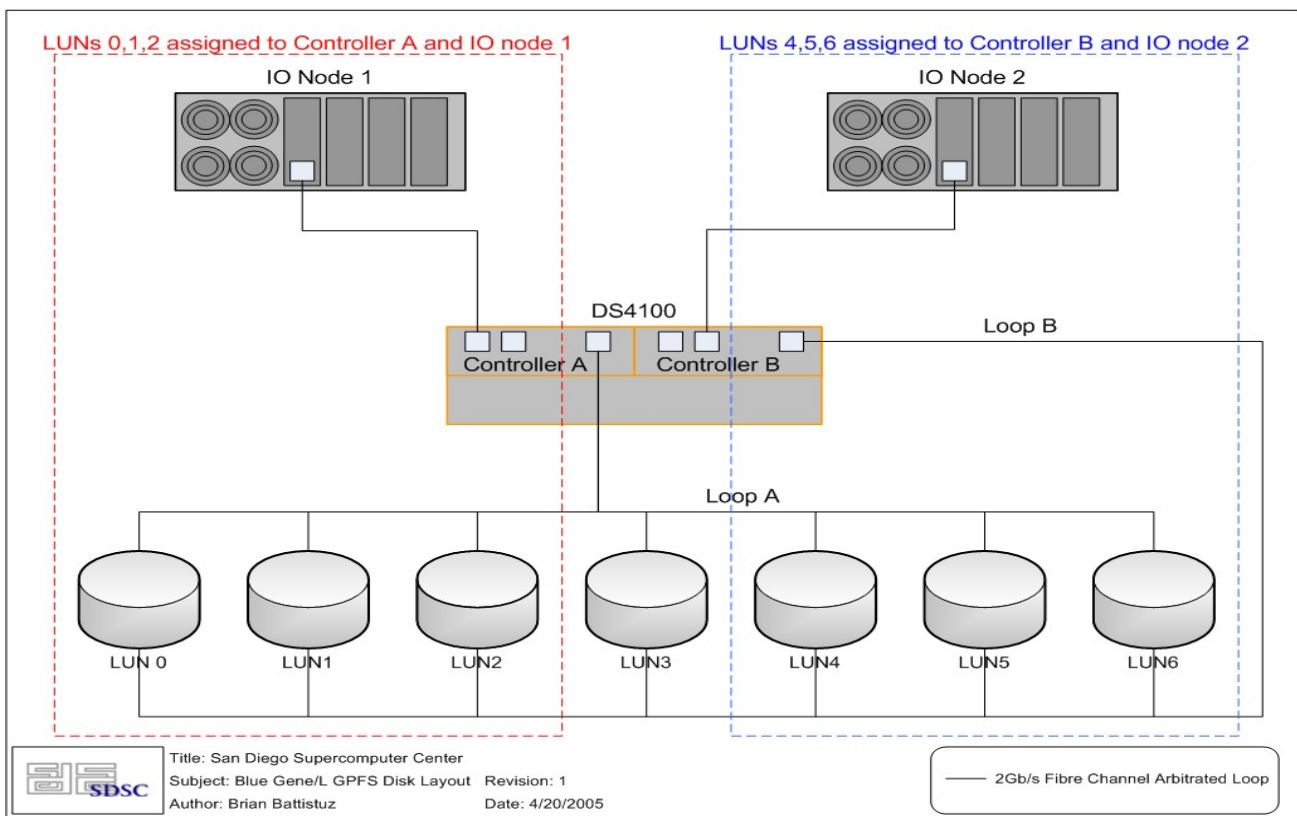 LUNs 0,1,2 assigned to Controller A and IO node 1
LUNs 4,5,6 assigned to Controller B and IO node 2
IO Node 1
IO Node 2
DS4100
Controller A
Controller B
Loop B
Loop A
LUN 0
LUN1
LUN2
LUN3
LUN4
LUN5
LUN6
SDSC
Title: San Diego Supercomputer Center
Subject: Blue Gene/L GPFS Disk Layout Revision: 1
Author: Brian Battistuz Date: 4/20/2005
2Gb/s Fibre Channel Arbitrated Loop